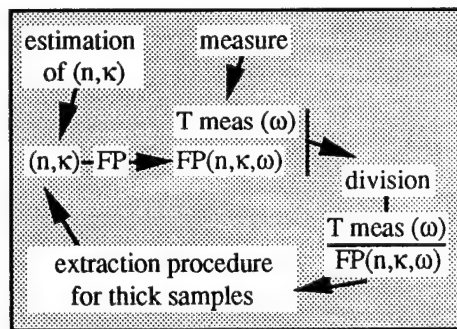 estimation
of (n,κ)
measure
T meas (ω)
(n,κ) FP FP(n,κ,ω)
division
T meas (ω)
FP(n,κ,ω)
extraction procedure
for thick samples